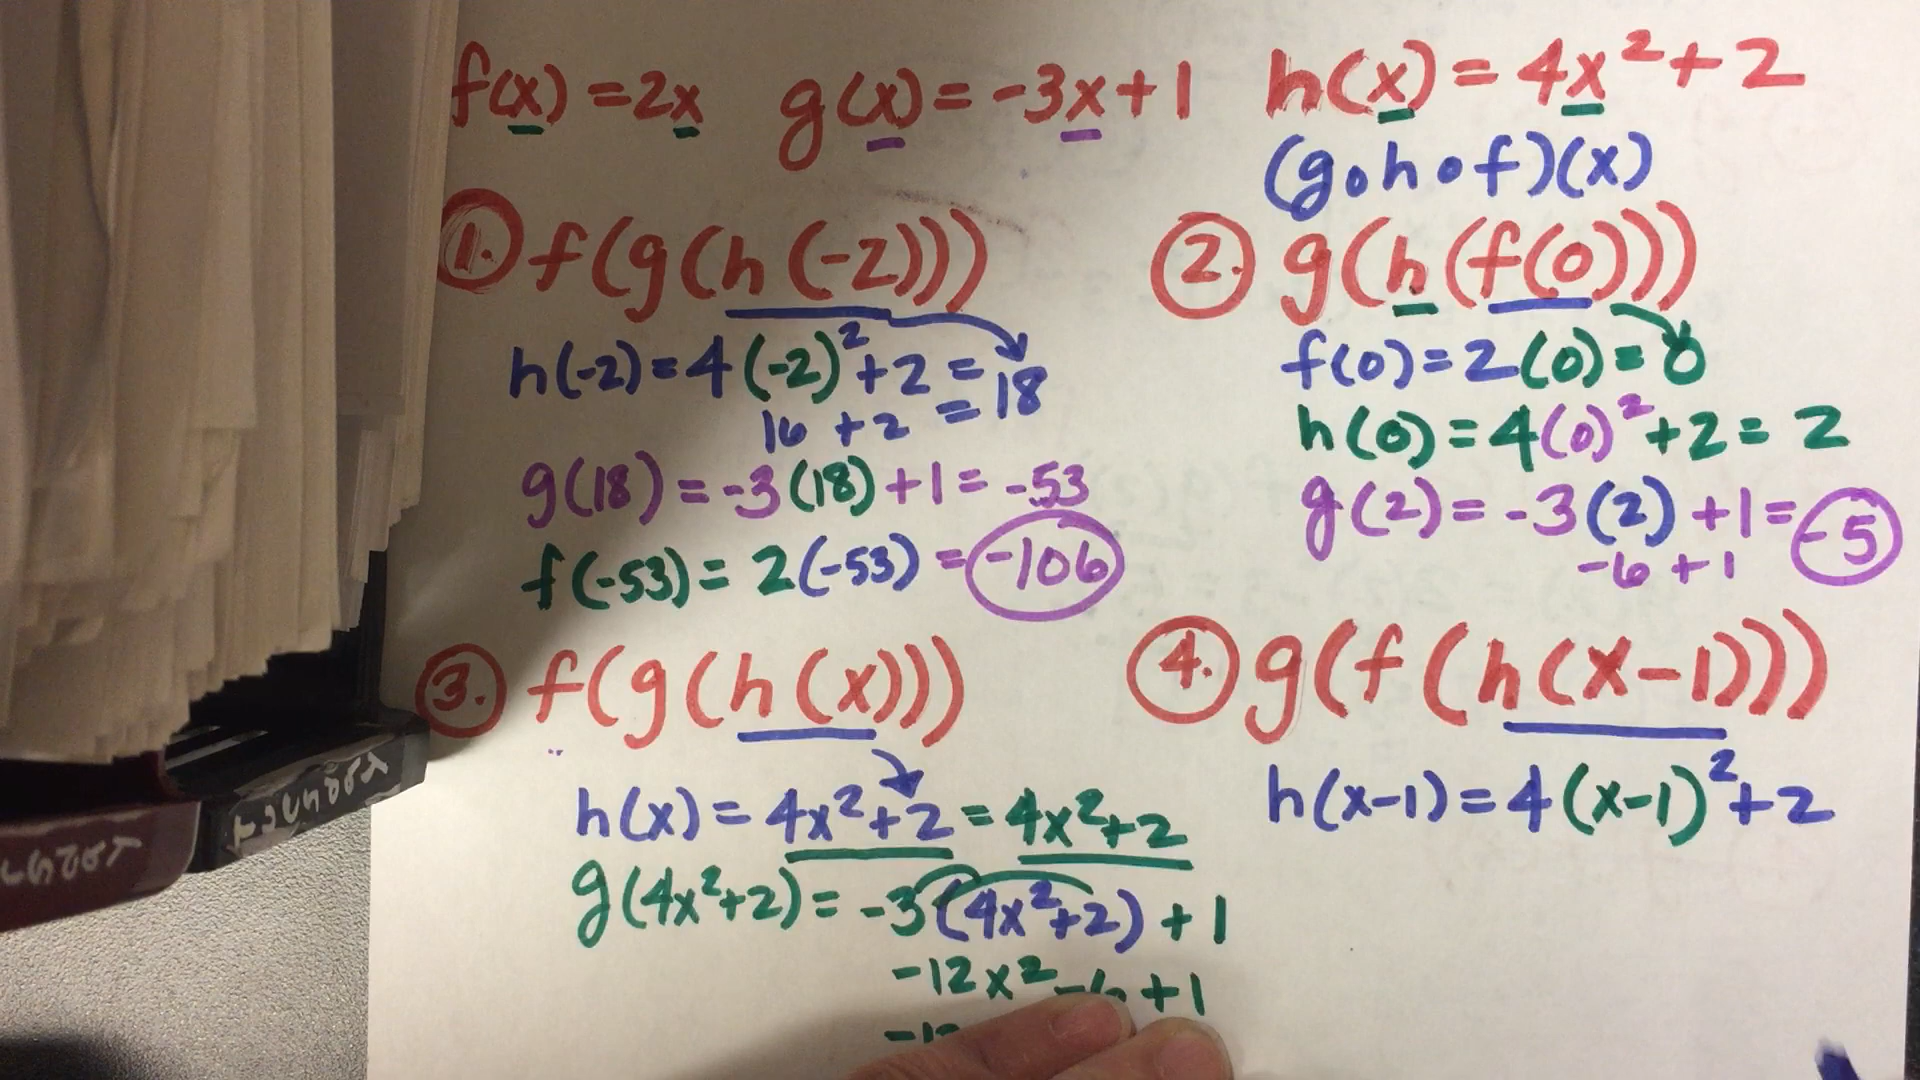 f(x) = 2x g(x) = -3x+1 h(x) = 4x²+2
(g∘h∘f)(x)
1. f(g(h(-2)))
h(-2) = 4(-2)²+2 = 18
16 + 2 =
g(18) = -3(18)+1 = -53
f(-53) = 2(-53) = -106
2. g(h(f(0)))
f(0) = 2(0) = 0
h(0) = 4(0)²+2 = 2
g(2) = -3(2)+1 = -5
-6 + 1
3. f(g(h(x)))
h(x) = 4x²+2 = 4x²+2
g(4x²+2) = -3(4x²+2) + 1
-12x² -6 +1
4. g(f(h(x-1)))
h(x-1) = 4(x-1)²+2